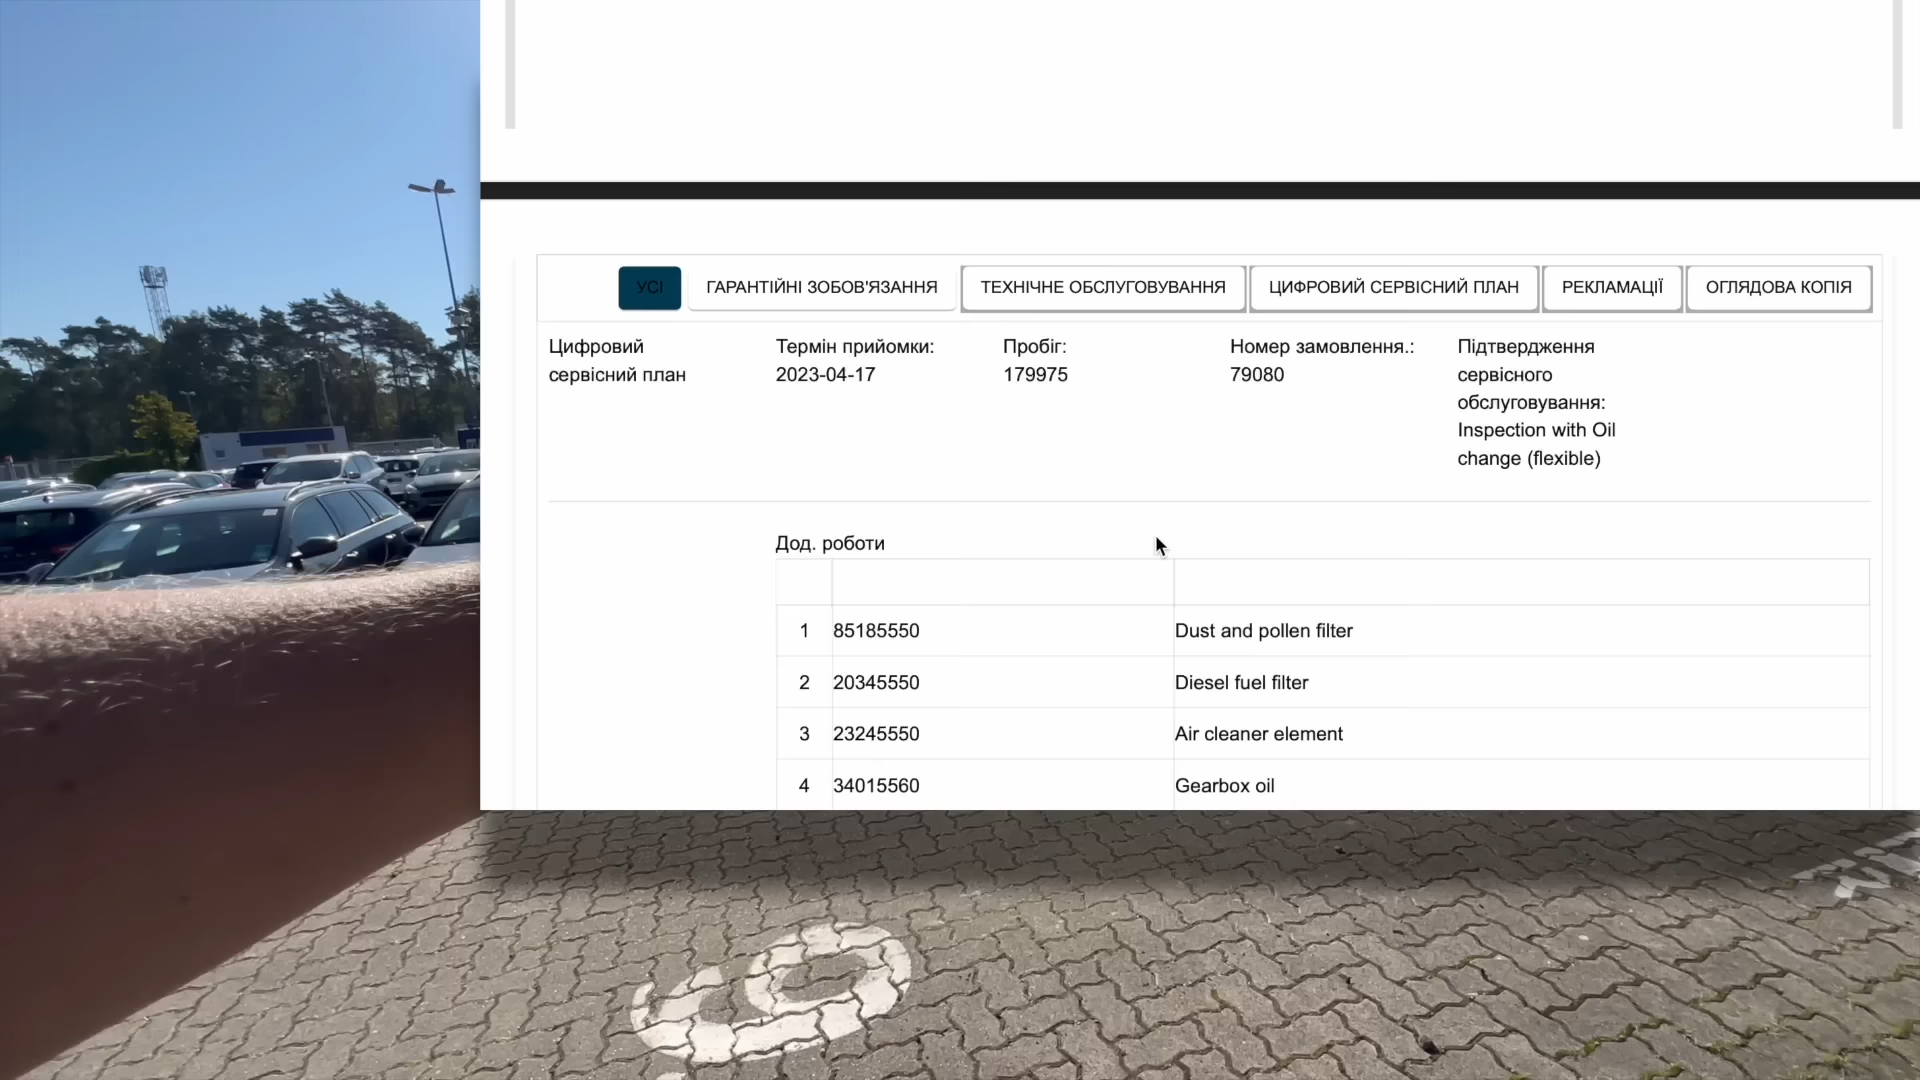 УСІ ГАРАНТІЙНІ ЗОБОВ'ЯЗАННЯ ТЕХНІЧНЕ ОБСЛУГОВУВАННЯ ЦИФРОВИЙ СЕРВІСНИЙ ПЛАН РЕКЛАМАЦІЇ ОГЛЯДОВА КОПІЯ
Цифровий
сервісний план
Термін прийомки:
2023-04-17
Пробіг:
179975
Номер замовлення.:
79080
Підтвердження
сервісного
обслуговування:
Inspection with Oil
change (flexible)
Дод. роботи
1 85185550 Dust and pollen filter
2 20345550 Diesel fuel filter
3 23245550 Air cleaner element
4 34015560 Gearbox oil